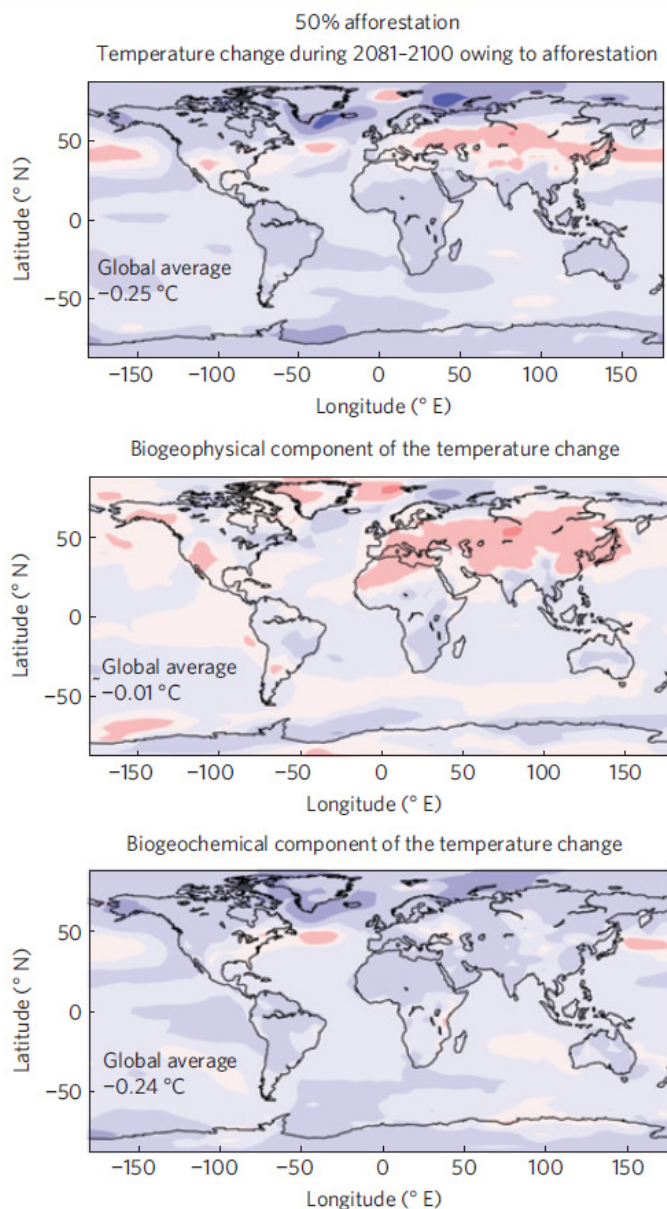 50% afforestation
Temperature change during 2081–2100 owing to afforestation
50
0
−50
Latitude (° N)
Global average
−0.25 °C
−150 −100 −50 0 50 100 150
Longitude (° E)
Biogeophysical component of the temperature change
50
0
−50
Latitude (° N)
Global average
−0.01 °C
−150 −100 −50 0 50 100 150
Longitude (° E)
Biogeochemical component of the temperature change
50
0
−50
Latitude (° N)
Global average
−0.24 °C
−150 −100 −50 0 50 100 150
Longitude (° E)